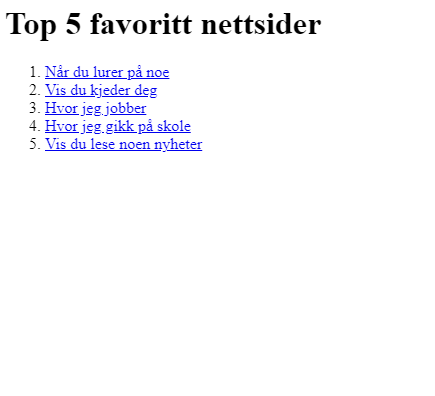 Top 5 favoritt nettsider
1. Når du lurer på noe
2. Vis du kjeder deg
3. Hvor jeg jobber
4. Hvor jeg gikk på skole
5. Vis du lese noen nyheter